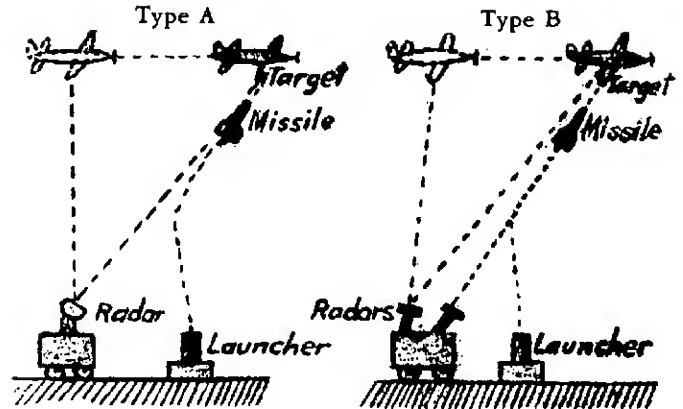 Type A
Target
Missile
Radar
Launcher
Type B
Target
Missile
Radars
Launcher